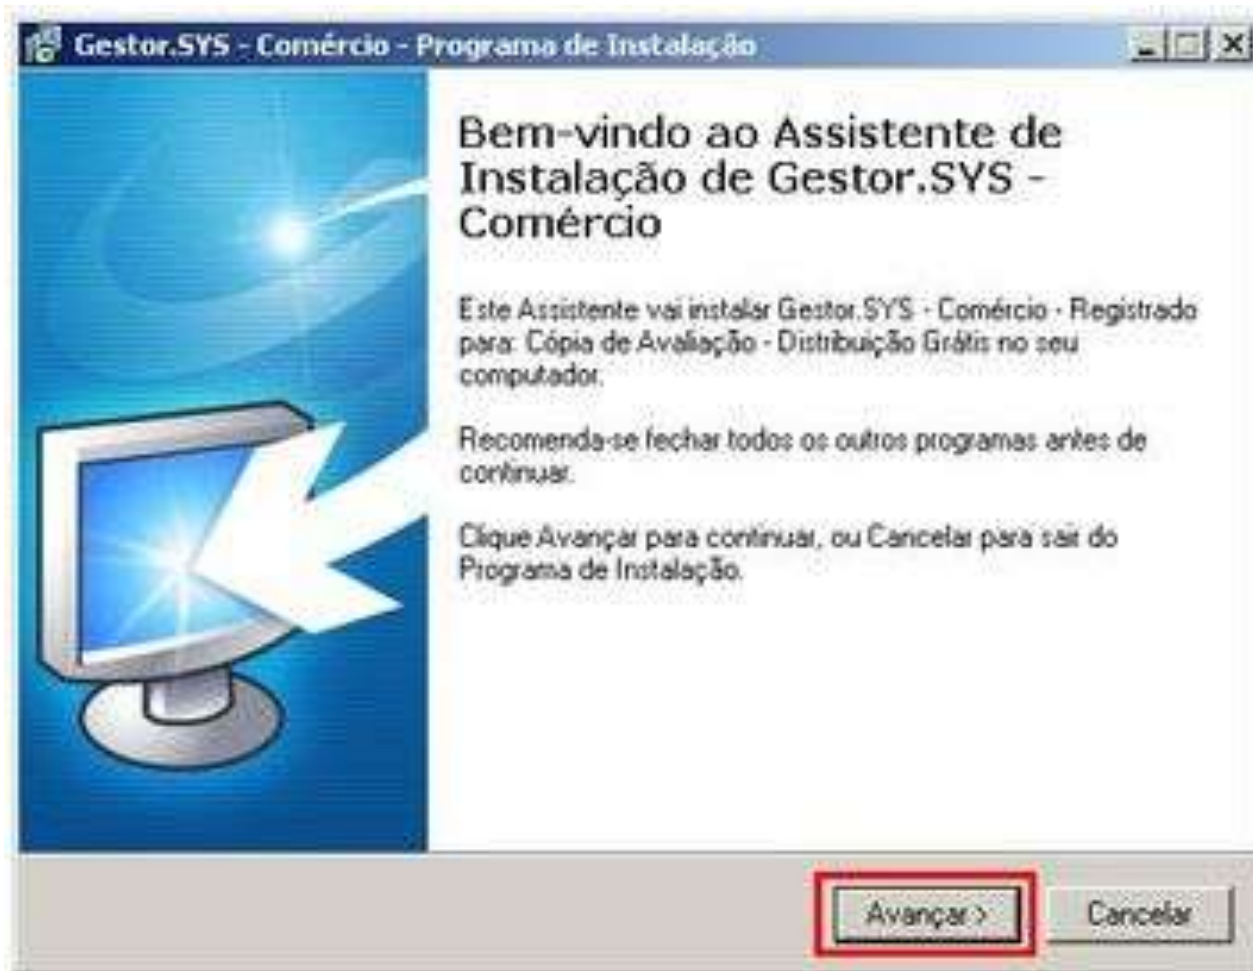 Gestor.SYS - Comércio - Programa de Instalação
Bem-vindo ao Assistente de
Instalação de Gestor.SYS -
Comércio
Este Assistente vai instalar Gestor.SYS - Comércio - Registrado
para: Cópia de Avaliação - Distribuição Grátis no seu
computador.
Recomenda-se fechar todos os outros programas antes de
continuar.
Clique Avançar para continuar, ou Cancelar para sair do
Programa de Instalação.
Avançar >
Cancelar